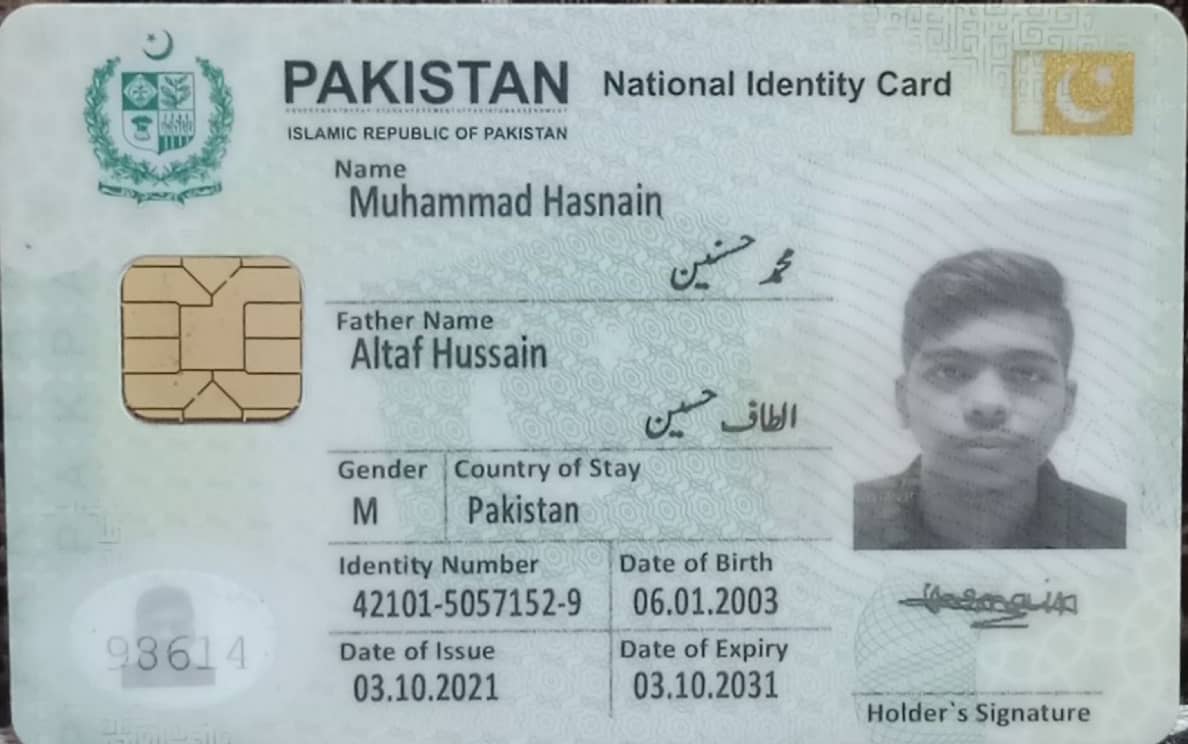 PAKISTAN National Identity Card
ISLAMIC REPUBLIC OF PAKISTAN
Name
Muhammad Hasnain
محمد حسنین
Father Name
Altaf Hussain
الطاف حسین
Gender Country of Stay
M Pakistan
Identity Number Date of Birth
42101-5057152-9 06.01.2003
Date of Issue Date of Expiry
03.10.2021 03.10.2031
98614
Holder`s Signature